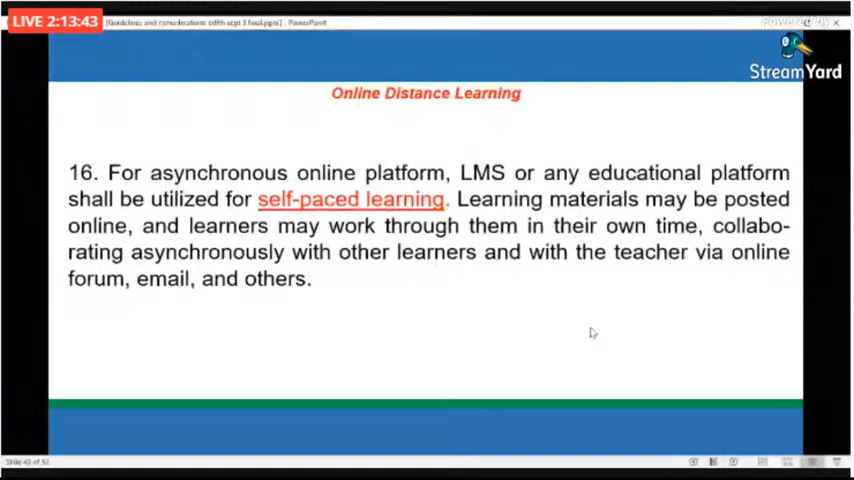 LIVE 2:13:43
- PowerPoint
Powered by
StreamYard
Online Distance Learning
16. For asynchronous online platform, LMS or any educational platform
shall be utilized for self-paced learning. Learning materials may be posted
online, and learners may work through them in their own time, collabo-
rating asynchronously with other learners and with the teacher via online
forum, email, and others.